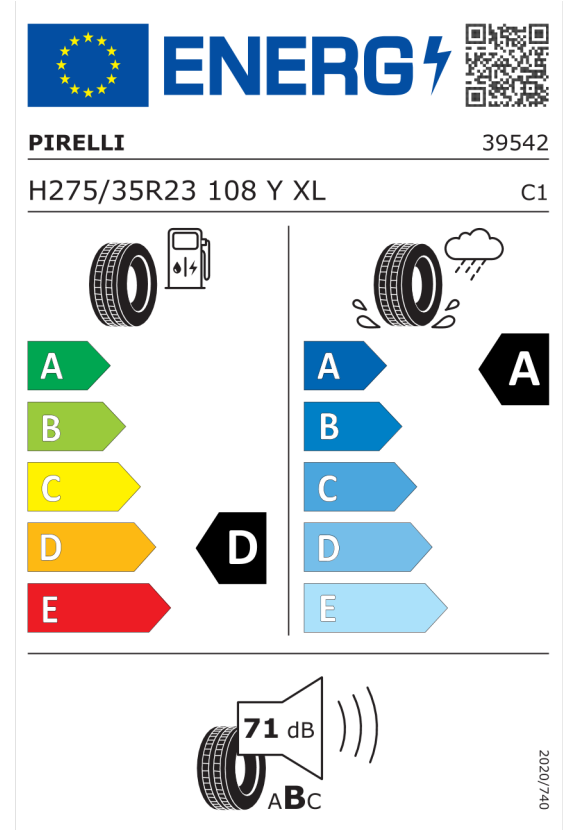 ENERG
PIRELLI 39542
H275/35R23 108 Y XL C1
A A A
B B
C C
D D D
E E
71 dB
ABC
2020/740